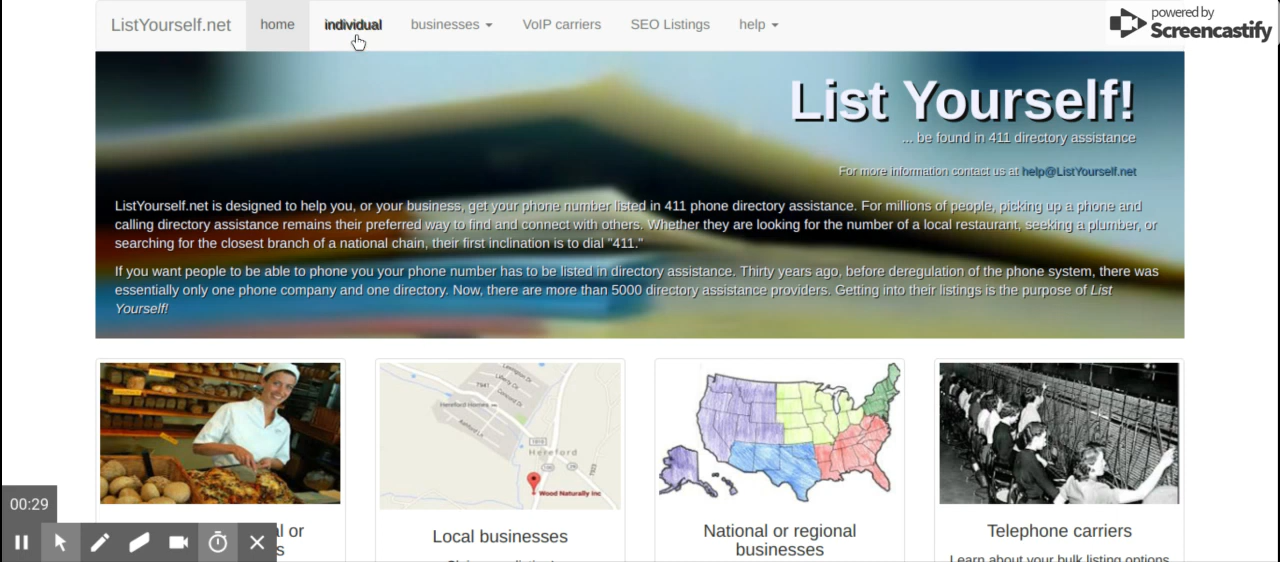 ListYourself.net home individual businesses VoIP carriers SEO Listings help
powered by
Screencastify
List Yourself!
... be found in 411 directory assistance
For more information contact us at help@ListYourself.net
ListYourself.net is designed to help you, or your business, get your phone number listed in 411 phone directory assistance. For millions of people, picking up a phone and
calling directory assistance remains their preferred way to find and connect with others. Whether they are looking for the number of a local restaurant, seeking a plumber, or
searching for the closest branch of a national chain, their first inclination is to dial "411."
If you want people to be able to phone you your phone number has to be listed in directory assistance. Thirty years ago, before deregulation of the phone system, there was
essentially only one phone company and one directory. Now, there are more than 5000 directory assistance providers. Getting into their listings is the purpose of List
Yourself!
Hereford Homes
Hereford
Wood Naturally Inc
00:29
or
Local businesses
National or regional
businesses
Telephone carriers
Learn about your bulk listing options